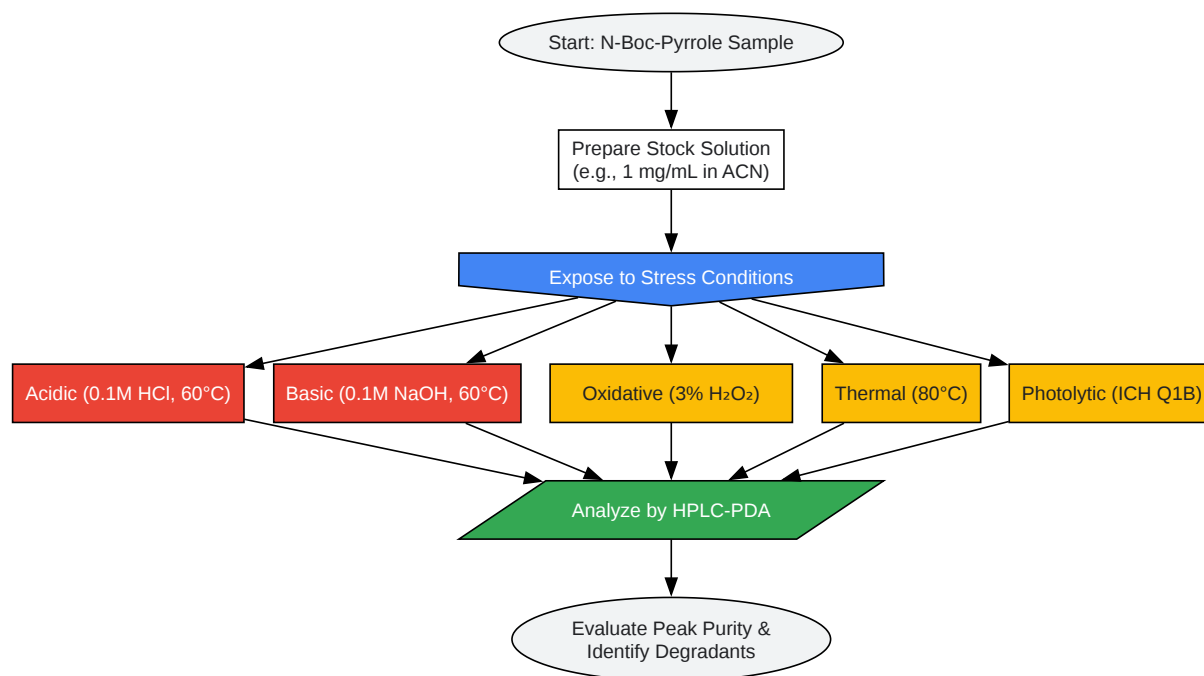 Start: N-Boc-Pyrrole Sample
Prepare Stock Solution
(e.g., 1 mg/mL in ACN)
Expose to Stress Conditions
Acidic (0.1M HCl, 60°C)
Basic (0.1M NaOH, 60°C)
Oxidative (3% H₂O₂)
Thermal (80°C)
Photolytic (ICH Q1B)
Analyze by HPLC-PDA
Evaluate Peak Purity &
Identify Degradants